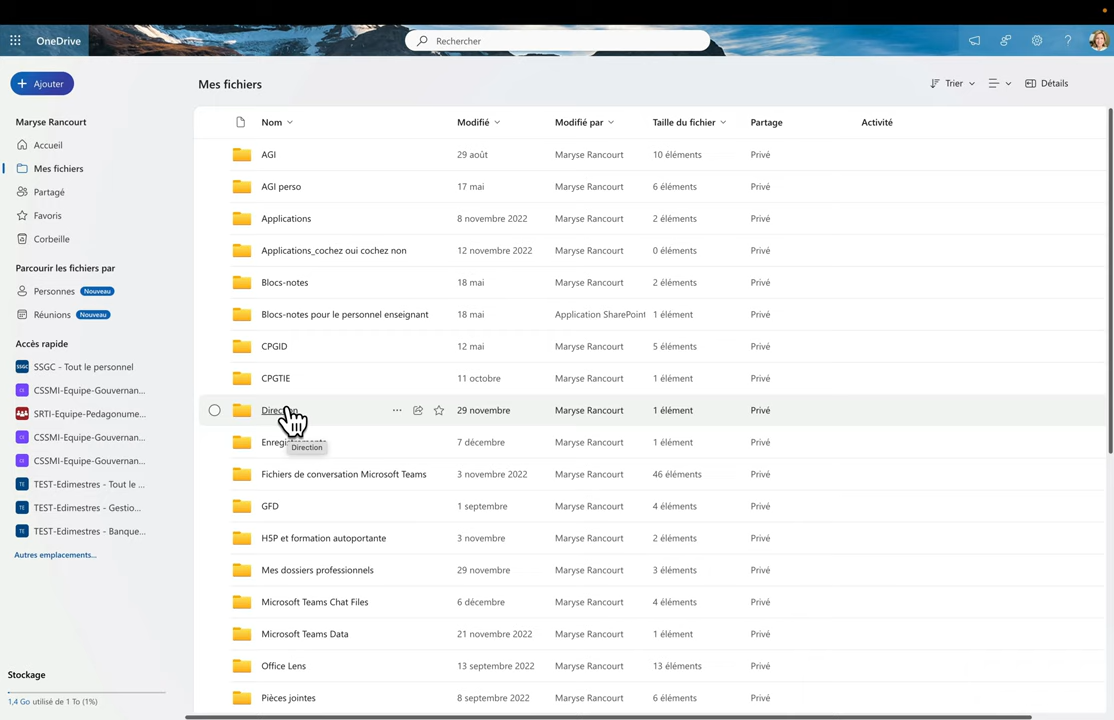 OneDrive
Rechercher
Ajouter
Mes fichiers
Trier
Détails
Maryse Rancourt
Accueil
Mes fichiers
Partagé
Favoris
Corbeille
Parcourir les fichiers par
Personnes Nouveau
Réunions Nouveau
Accès rapide
SSGC SSGC - Tout le personnel
CE CSSMI-Equipe-Gouvernan...
SRTI-Equipe-Pedagonume...
CE CSSMI-Equipe-Gouvernan...
CE CSSMI-Equipe-Gouvernan...
TE TEST-Edimestres - Tout le ...
TE TEST-Edimestres - Gestio...
TE TEST-Edimestres - Banque...
Autres emplacements...
Stockage
1,4 Go utilisé de 1 To (1%)
Nom Modifié Modifié par Taille du fichier Partage Activité
AGI 29 août Maryse Rancourt 10 éléments Privé
AGI perso 17 mai Maryse Rancourt 6 éléments Privé
Applications 8 novembre 2022 Maryse Rancourt 2 éléments Privé
Applications_cochez oui cochez non 12 novembre 2022 Maryse Rancourt 0 éléments Privé
Blocs-notes 18 mai Maryse Rancourt 2 éléments Privé
Blocs-notes pour le personnel enseignant 18 mai Application SharePoint 1 élément Privé
CPGID 12 mai Maryse Rancourt 5 éléments Privé
CPGTIE 11 octobre Maryse Rancourt 1 élément Privé
Direction 29 novembre Maryse Rancourt 1 élément Privé
Direction
Enregistrements 7 décembre Maryse Rancourt 1 élément Privé
Fichiers de conversation Microsoft Teams 3 novembre 2022 Maryse Rancourt 46 éléments Privé
GFD 1 septembre Maryse Rancourt 4 éléments Privé
H5P et formation autoportante 3 novembre Maryse Rancourt 2 éléments Privé
Mes dossiers professionnels 29 novembre Maryse Rancourt 3 éléments Privé
Microsoft Teams Chat Files 6 décembre Maryse Rancourt 4 éléments Privé
Microsoft Teams Data 21 novembre 2022 Maryse Rancourt 1 élément Privé
Office Lens 13 septembre 2022 Maryse Rancourt 13 éléments Privé
Pièces jointes 8 septembre 2022 Maryse Rancourt 6 éléments Privé